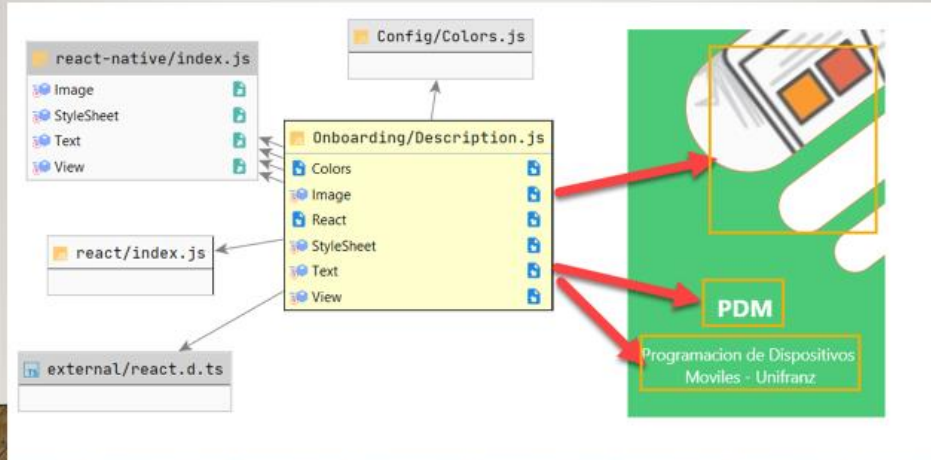 Config/Colors.js
react-native/index.js
Image
StyleSheet
Text
View
Onboarding/Description.js
Colors
Image
React
StyleSheet
Text
View
react/index.js
external/react.d.ts
PDM
Programacion de Dispositivos
Moviles - Unifranz